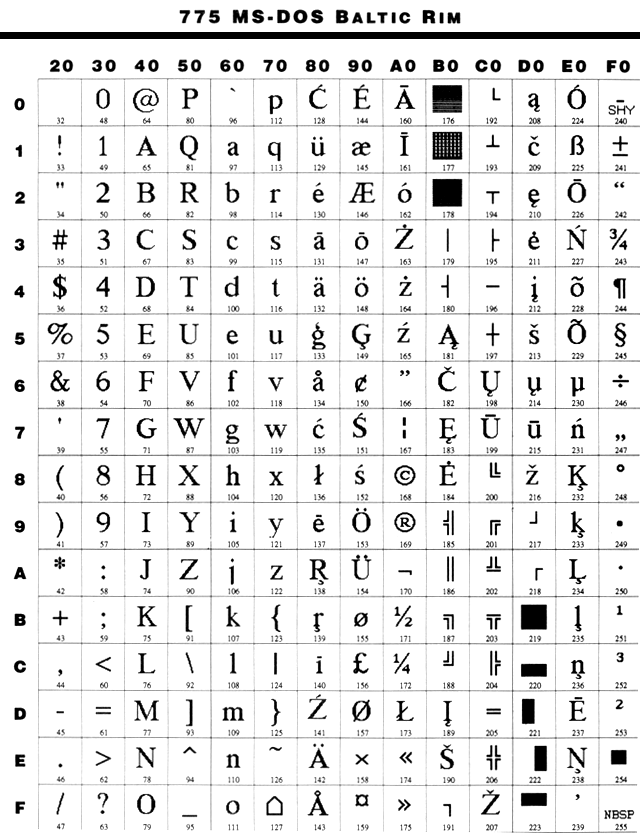 775 MS-DOS BALTIC RIM
20 30 40 50 60 70 80 90 A0 B0 C0 D0 E0 F0
0 0 @ P ` p Ć É Ā ░ └ ą Ó SHY
32 48 64 80 96 112 128 144 160 176 192 208 224 240
1 ! 1 A Q a q ü æ Ī ▒ ┴ č ß ±
33 49 65 81 97 113 129 145 161 177 193 209 225 241
2 " 2 B R b r é Æ ó ▓ ┬ ę Ō “
34 50 66 82 98 114 130 146 162 178 194 210 226 242
3 # 3 C S c s ā ō Ż │ ├ ė Ń ¾
35 51 67 83 99 115 131 147 163 179 195 211 227 243
4 $ 4 D T d t ä ö ż ┤ ─ į õ ¶
36 52 68 84 100 116 132 148 164 180 196 212 228 244
5 % 5 E U e u ģ Ģ ź Ą ┼ š Õ §
37 53 69 85 101 117 133 149 165 181 197 213 229 245
6 & 6 F V f v å ¢ ” Č Ų ų µ ÷
38 54 70 86 102 118 134 150 166 182 198 214 230 246
7 ' 7 G W g w ć Ś ¦ Ę Ū ū ń „
39 55 71 87 103 119 135 151 167 183 199 215 231 247
8 ( 8 H X h x ł ś © Ė ╚ ž Ķ °
40 56 72 88 104 120 136 152 168 184 200 216 232 248
9 ) 9 I Y i y ē Ö ® ╣ ╔ ┘ ķ ∙
41 57 73 89 105 121 137 153 169 185 201 217 233 249
A * : J Z j z Ŗ Ü ¬ ║ ╩ ┌ Ļ ·
42 58 74 90 106 122 138 154 170 186 202 218 234 250
B + ; K [ k { ŗ ø ½ ╗ ╦ █ ļ ¹
43 59 75 91 107 123 139 155 171 187 203 219 235 251
C , < L \ l | ī £ ¼ ╝ ╠ ▄ ņ ³
44 60 76 92 108 124 140 156 172 188 204 220 236 252
D - = M ] m } Ź Ø Ł Į ═ ▌ Ē ²
45 61 77 93 109 125 141 157 173 189 205 221 237 253
E . > N ^ n ~ Ä × « Š ╬ ▐ Ņ ■
46 62 78 94 110 126 142 158 174 190 206 222 238 254
F / ? O _ o ⌂ Å ¤ » ┐ Ž ▀ ’ NBSP
47 63 79 95 111 127 143 159 175 191 207 223 239 255